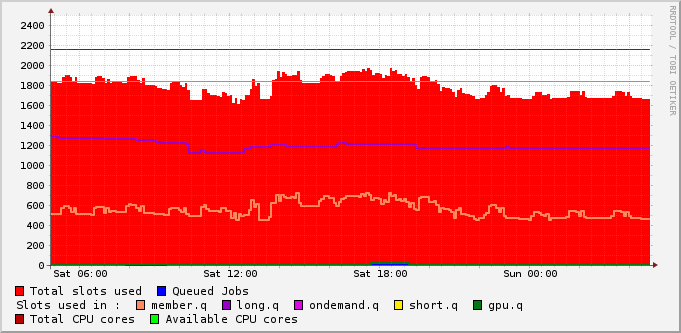 RRDTOOL / TOBI OETIKER
2400
2200
2000
1800
1600
1400
1200
1000
800
600
400
200
0
Sat 06:00 Sat 12:00 Sat 18:00 Sun 00:00
Total slots used Queued Jobs
Slots used in : member.q long.q ondemand.q short.q gpu.q
Total CPU cores Available CPU cores